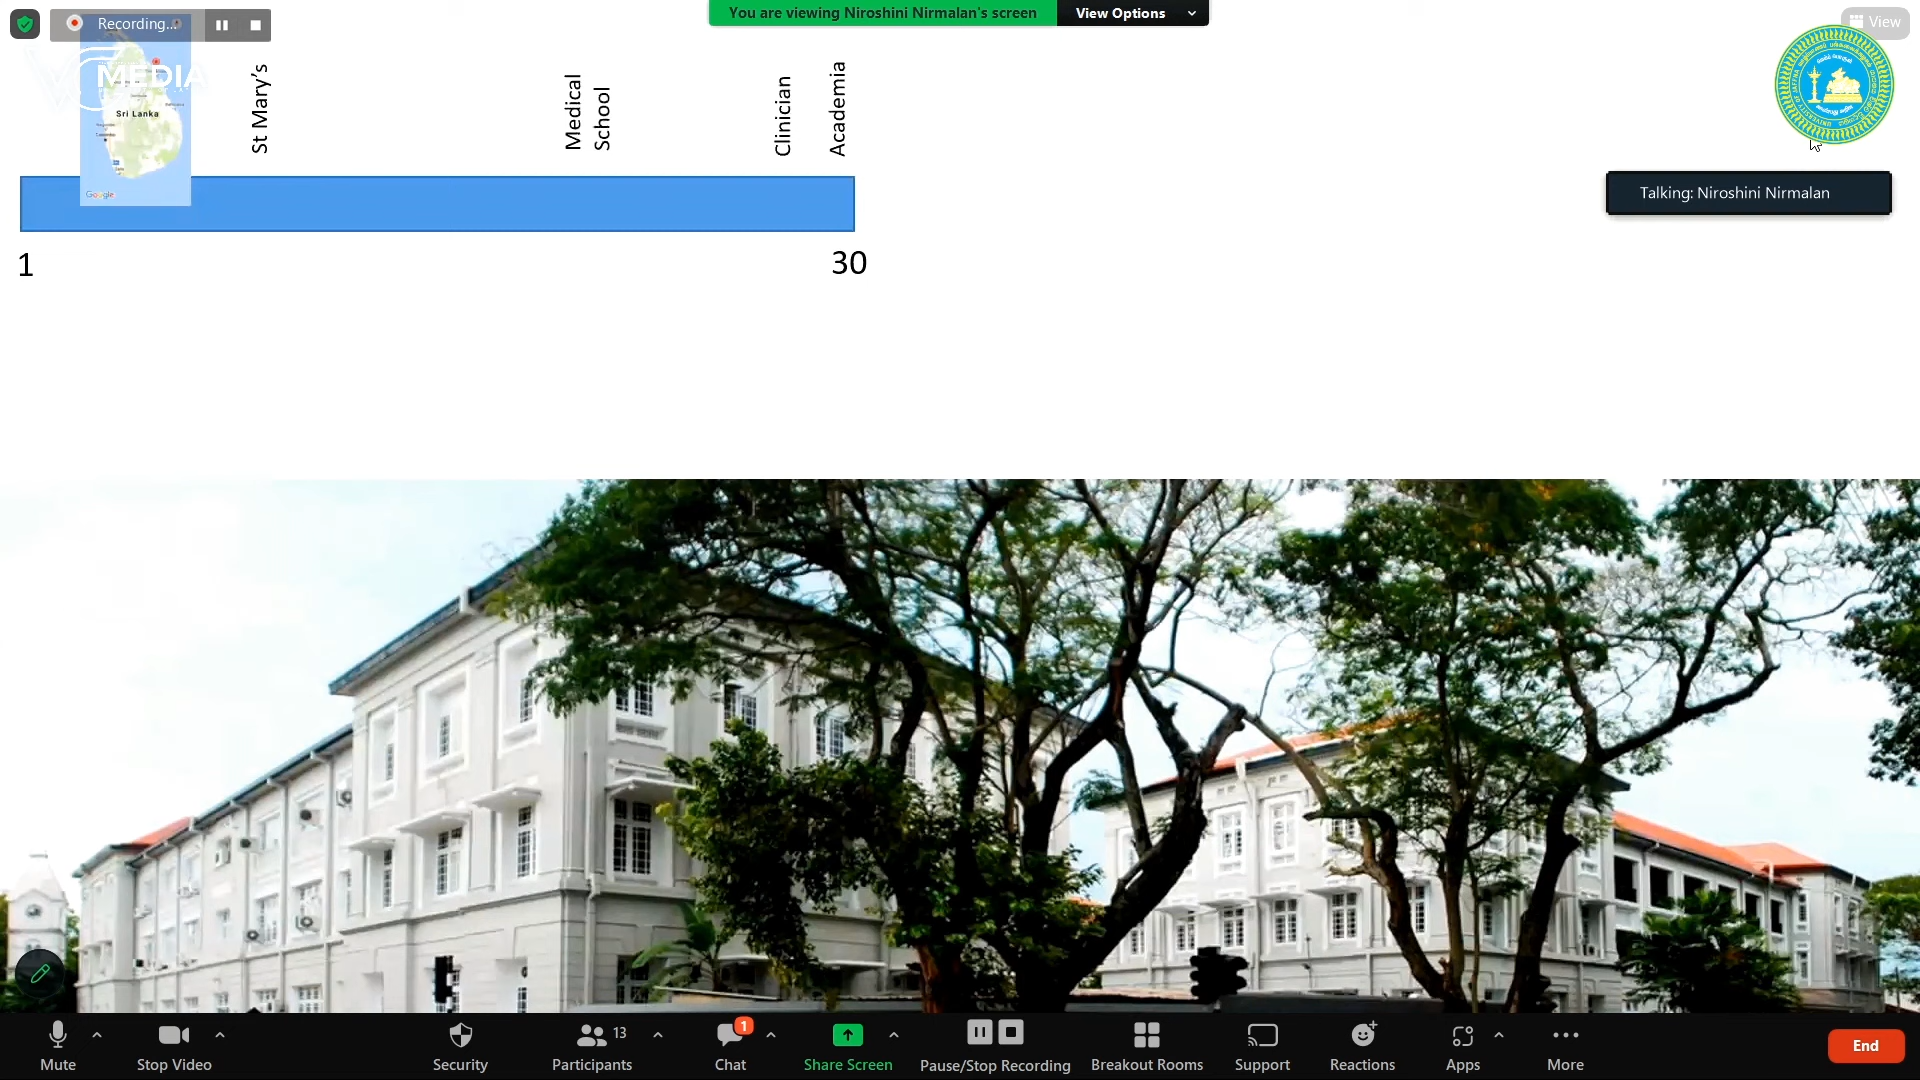 Recording...
You are viewing Niroshini Nirmalan's screen
View Options
View
MEDIA
Sri Lanka
Google
St Mary's
Medical
School
Clinician
Academia
Talking: Niroshini Nirmalan
1
30
Mute
Stop Video
Security
13
Participants
1
Chat
Share Screen
Pause/Stop Recording
Breakout Rooms
Support
Reactions
Apps
More
End